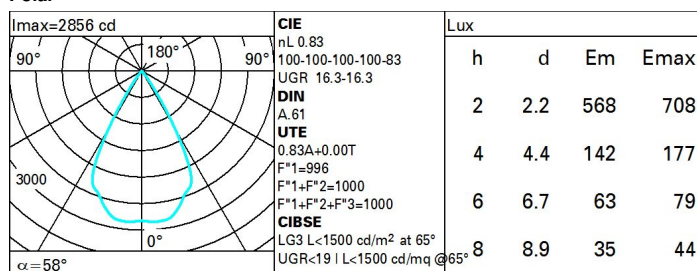 Imax=2856 cd
90° 180° 90°
3000
0°
α=58°
CIE
nL 0.83
100-100-100-100-83
UGR 16.3-16.3
DIN
A.61
UTE
0.83A+0.00T
F"1=996
F"1+F"2=1000
F"1+F"2+F"3=1000
CIBSE
LG3 L<1500 cd/m² at 65°
UGR<19 | L<1500 cd/mq @65°
Lux
h d Em Emax
2 2.2 568 708
4 4.4 142 177
6 6.7 63 79
8 8.9 35 44